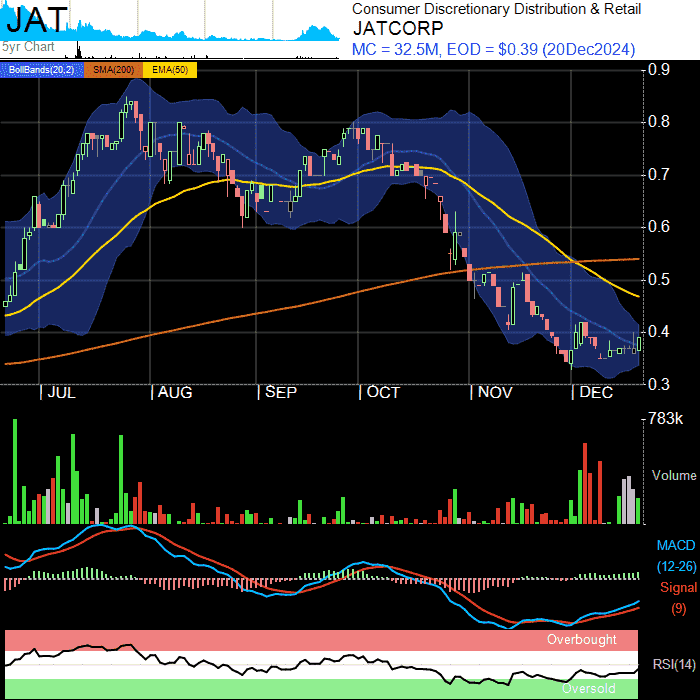 JAT
5yr Chart
Consumer Discretionary Distribution & Retail
JATCORP
MC = 32.5M, EOD = $0.39 (20Dec2024)
BollBands(20,2) SMA(200) EMA(50)
0.9
0.8
0.7
0.6
0.5
0.4
0.3
JUL AUG SEP OCT NOV DEC
783k
Volume
MACD
(12-26)
Signal
(9)
Overbought
RSI(14)
Oversold